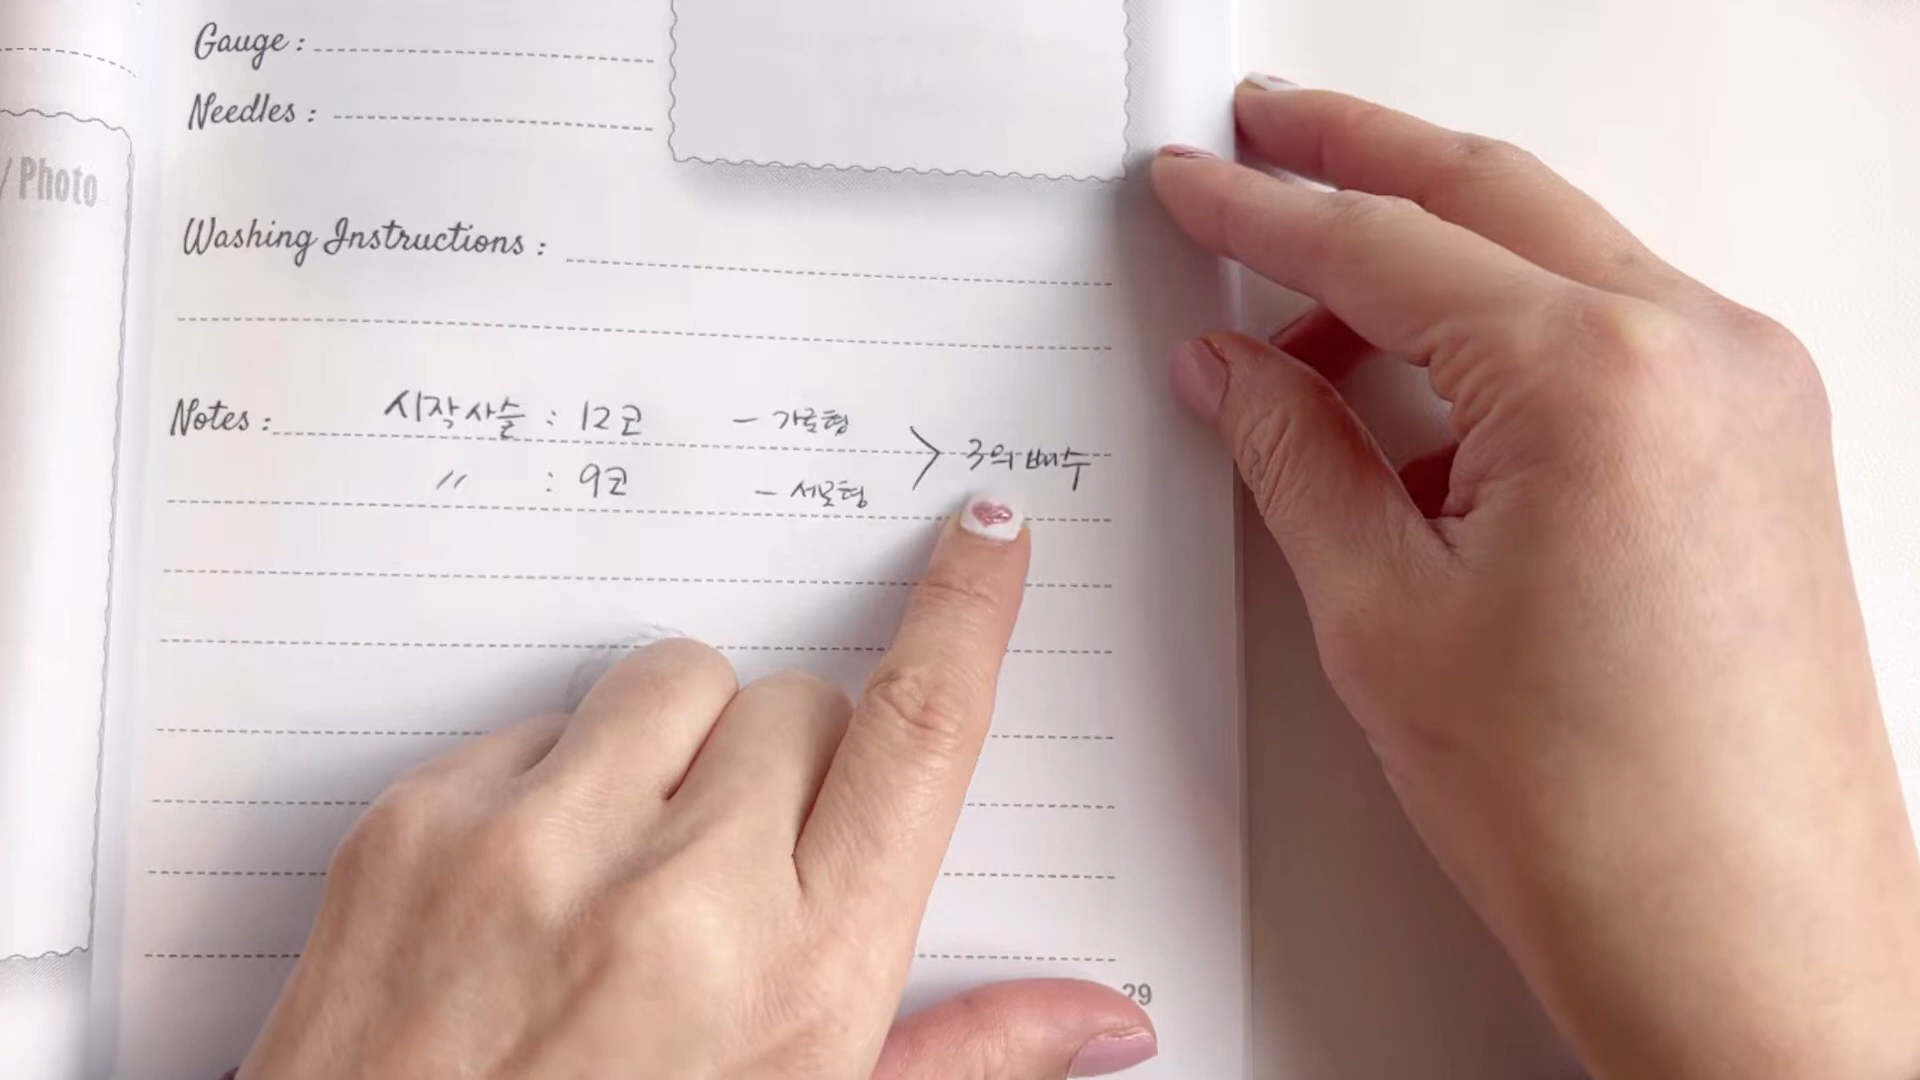 Gauge :
Needles :
/ Photo
Washing Instructions :
Notes : 시작사슬 : 12코 - 가로형
〃 : 9코 - 세로형
> 3의 배수
29